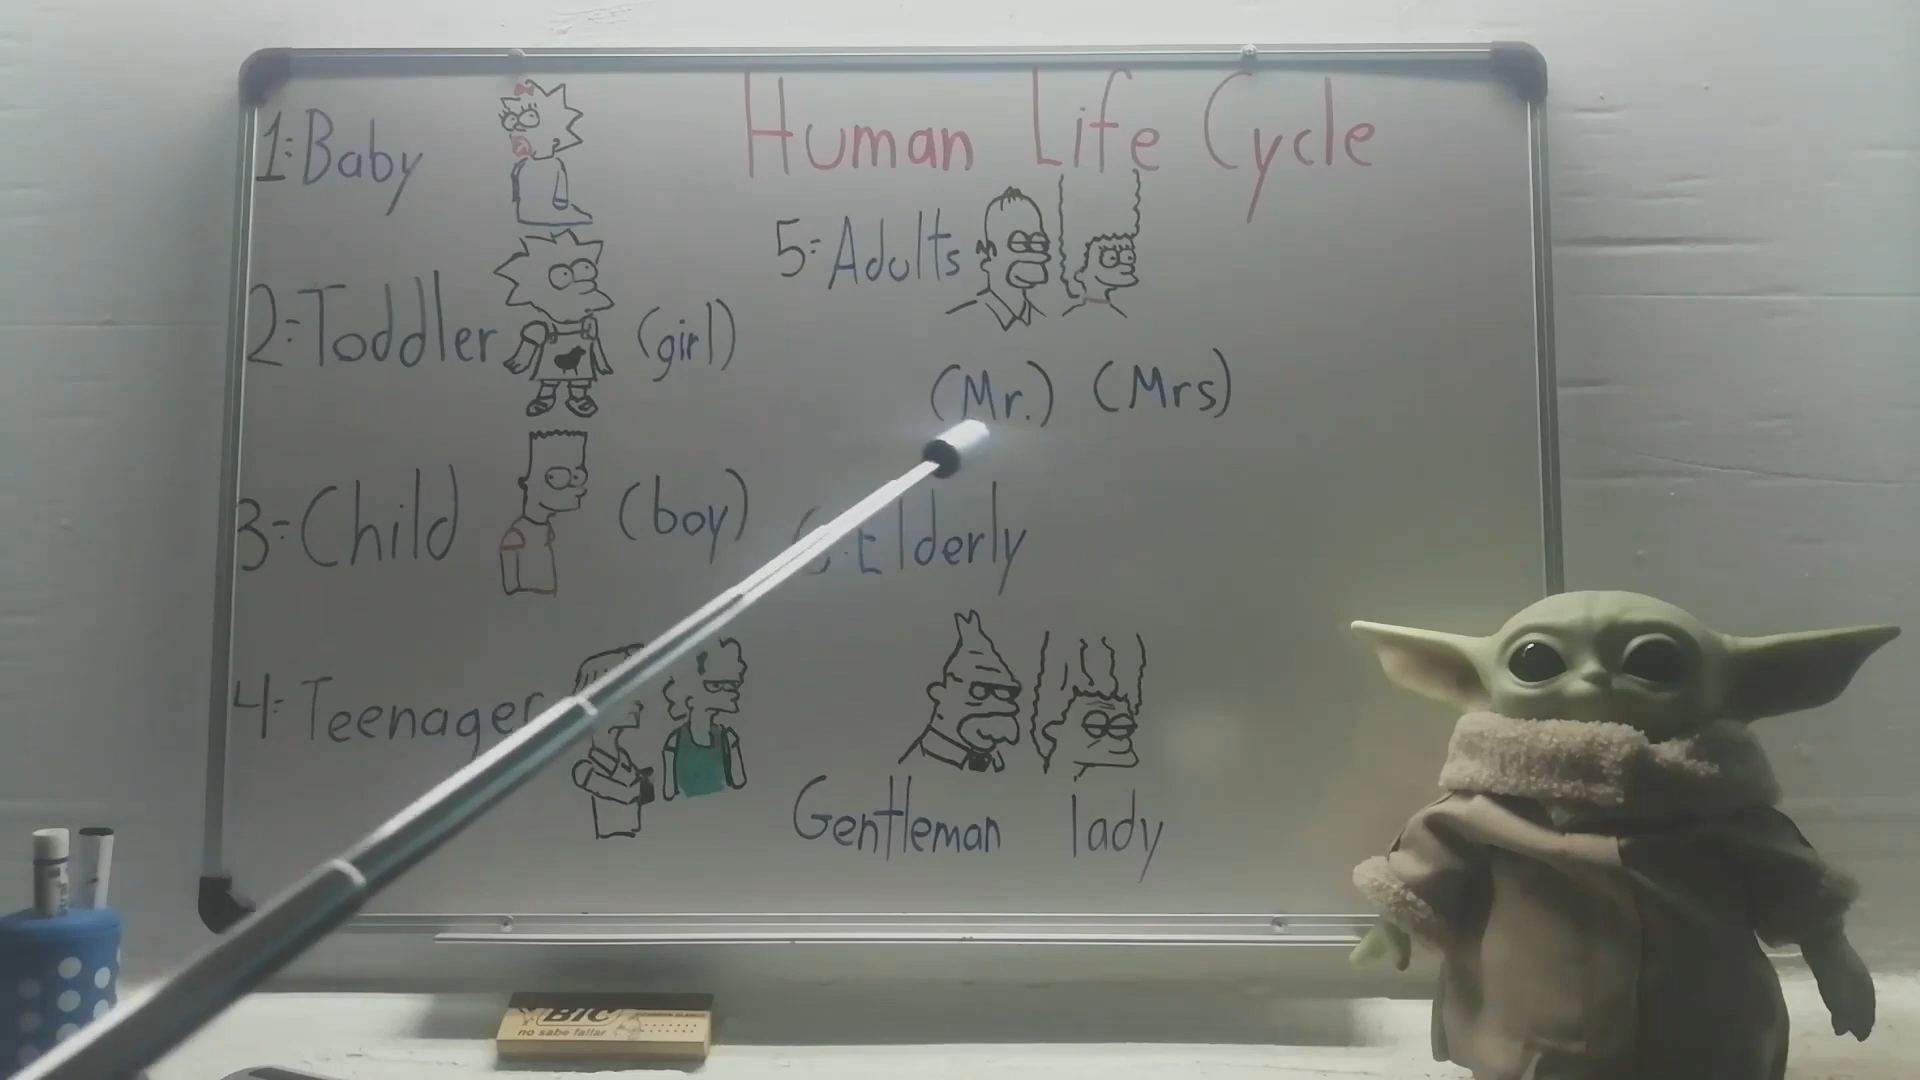 Human Life Cycle
1=Baby
2=Toddler (girl)
3=Child (boy)
4=Teenager
5=Adults
(Mr.) (Mrs)
Elderly
Gentleman lady
BIC
no sabe fallar